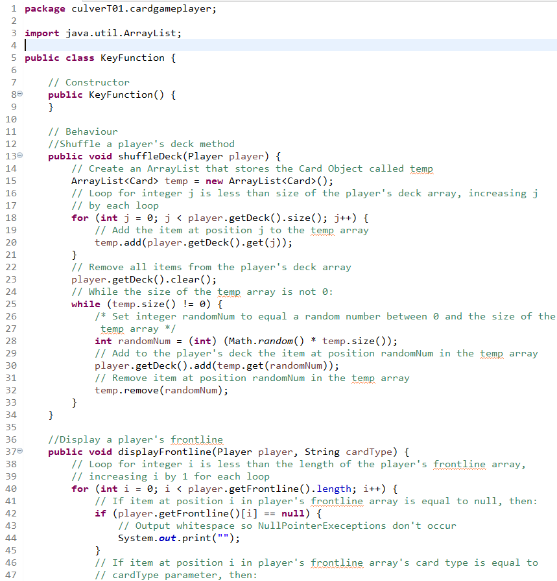 1 package culverT01.cardgameplayer;
2
3 import java.util.ArrayList;
4
5 public class KeyFunction {
6
7     // Constructor
8     public KeyFunction() {
9     }
10
11     // Behaviour
12     //Shuffle a player's deck method
13     public void shuffleDeck(Player player) {
14         // Create an ArrayList that stores the Card Object called temp
15         ArrayList<Card> temp = new ArrayList<Card>();
16         // Loop for integer j is less than size of the player's deck array, increasing j
17         // by each loop
18         for (int j = 0; j < player.getDeck().size(); j++) {
19             // Add the item at position j to the temp array
20             temp.add(player.getDeck().get(j));
21         }
22         // Remove all items from the player's deck array
23         player.getDeck().clear();
24         // While the size of the temp array is not 0:
25         while (temp.size() != 0) {
26             /* Set integer randomNum to equal a random number between 0 and the size of the
27              temp array */
28             int randomNum = (int) (Math.random() * temp.size());
29             // Add to the player's deck the item at position randomNum in the temp array
30             player.getDeck().add(temp.get(randomNum));
31             // Remove item at position randomNum in the temp array
32             temp.remove(randomNum);
33         }
34     }
35
36     //Display a player's frontline
37     public void displayFrontline(Player player, String cardType) {
38         // Loop for integer i is less than the length of the player's frontline array,
39         // increasing i by 1 for each loop
40         for (int i = 0; i < player.getFrontline().length; i++) {
41             // If item at position i in player's frontline array is equal to null, then:
42             if (player.getFrontline()[i] == null) {
43                 // Output whitespace so NullPointerExeceptions don't occur
44                 System.out.print("");
45             }
46             // If item at position i in player's frontline array's card type is equal to
47             // cardType parameter, then: